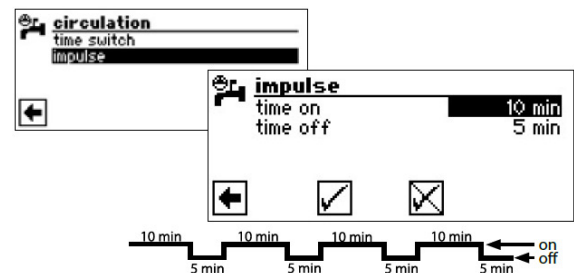 circulation
time switch
impulse
impulse
time on 10 min
time off 5 min
10 min 10 min 10 min 10 min on
off
5 min 5 min 5 min 5 min